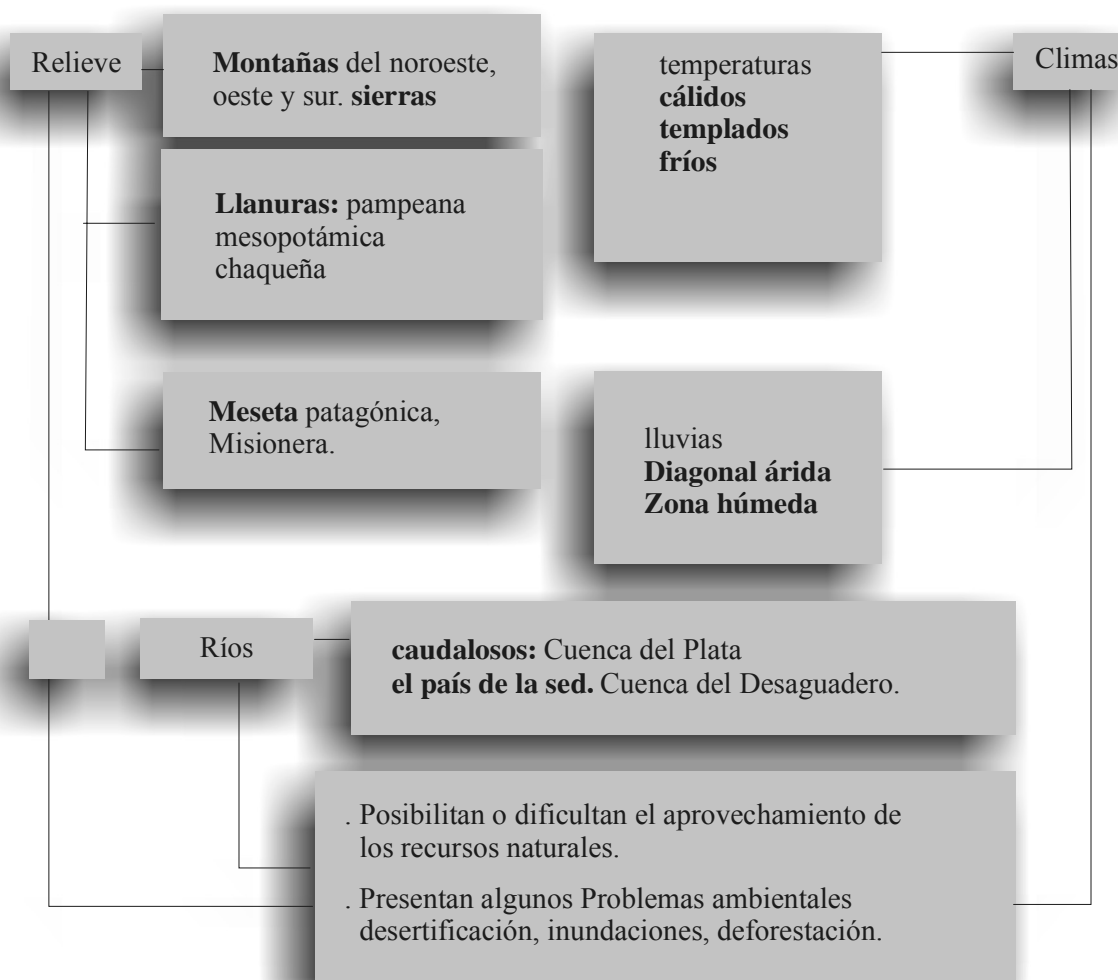 Relieve
Montañas del noroeste,
oeste y sur. sierras
Llanuras: pampeana
mesopotámica
chaqueña
Meseta patagónica,
Misionera.
temperaturas
cálidos
templados
fríos
Climas
lluvias
Diagonal árida
Zona húmeda
Ríos
caudalosos: Cuenca del Plata
el país de la sed. Cuenca del Desaguadero.
. Posibilitan o dificultan el aprovechamiento de
los recursos naturales.
. Presentan algunos Problemas ambientales
desertificación, inundaciones, deforestación.